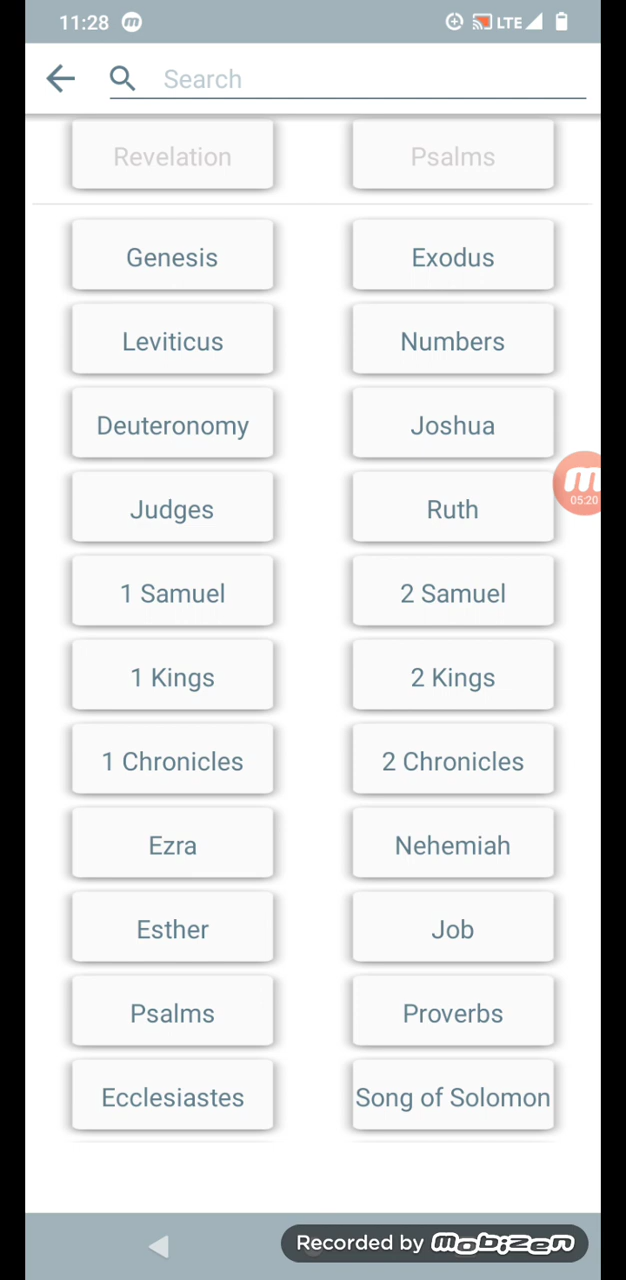 11:28 m LTE
Search
Revelation Psalms
Genesis Exodus
Leviticus Numbers
Deuteronomy Joshua
Judges Ruth
m
05:20
1 Samuel 2 Samuel
1 Kings 2 Kings
1 Chronicles 2 Chronicles
Ezra Nehemiah
Esther Job
Psalms Proverbs
Ecclesiastes Song of Solomon
Recorded by mobizen